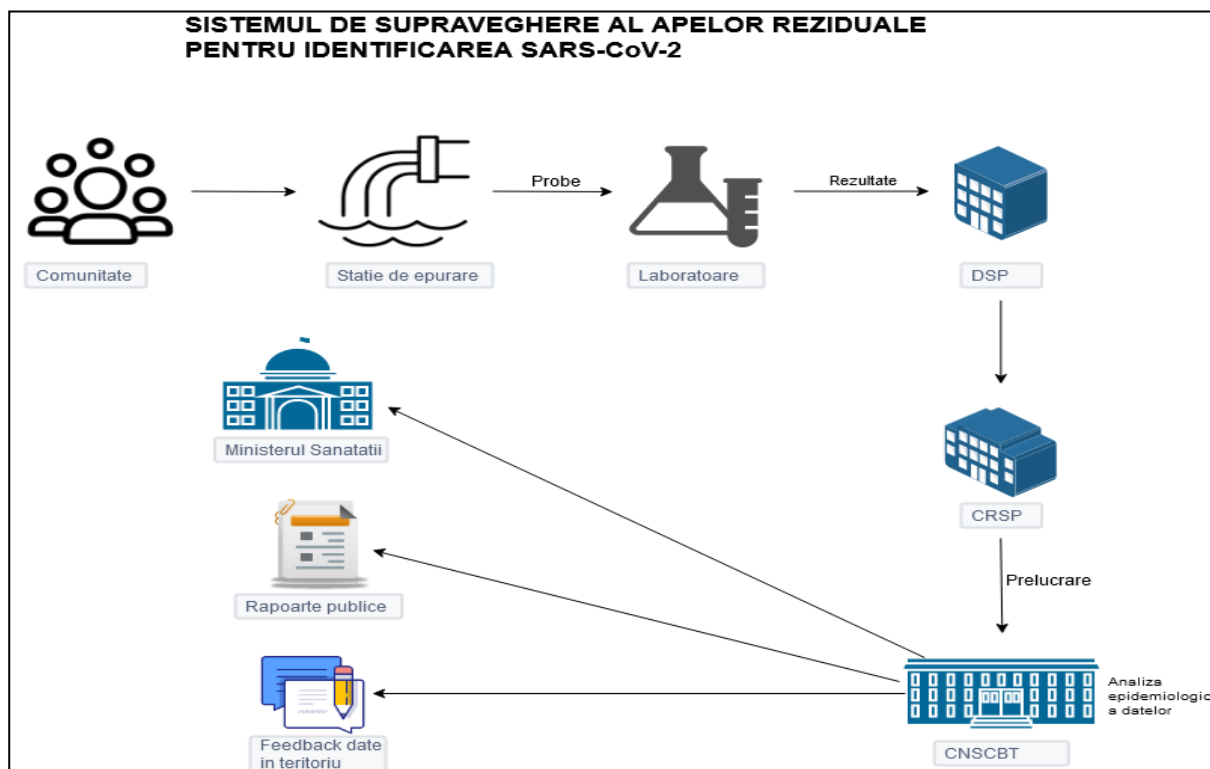 SISTEMUL DE SUPRAVEGHERE AL APELOR REZIDUALE
PENTRU IDENTIFICAREA SARS-CoV-2
Probe
Rezultate
Comunitate
Statie de epurare
Laboratoare
DSP
Ministerul Sanatatii
CRSP
Prelucrare
Rapoarte publice
Analiza
epidemiologic
a datelor
Feedback date
in teritoriu
CNSCBT